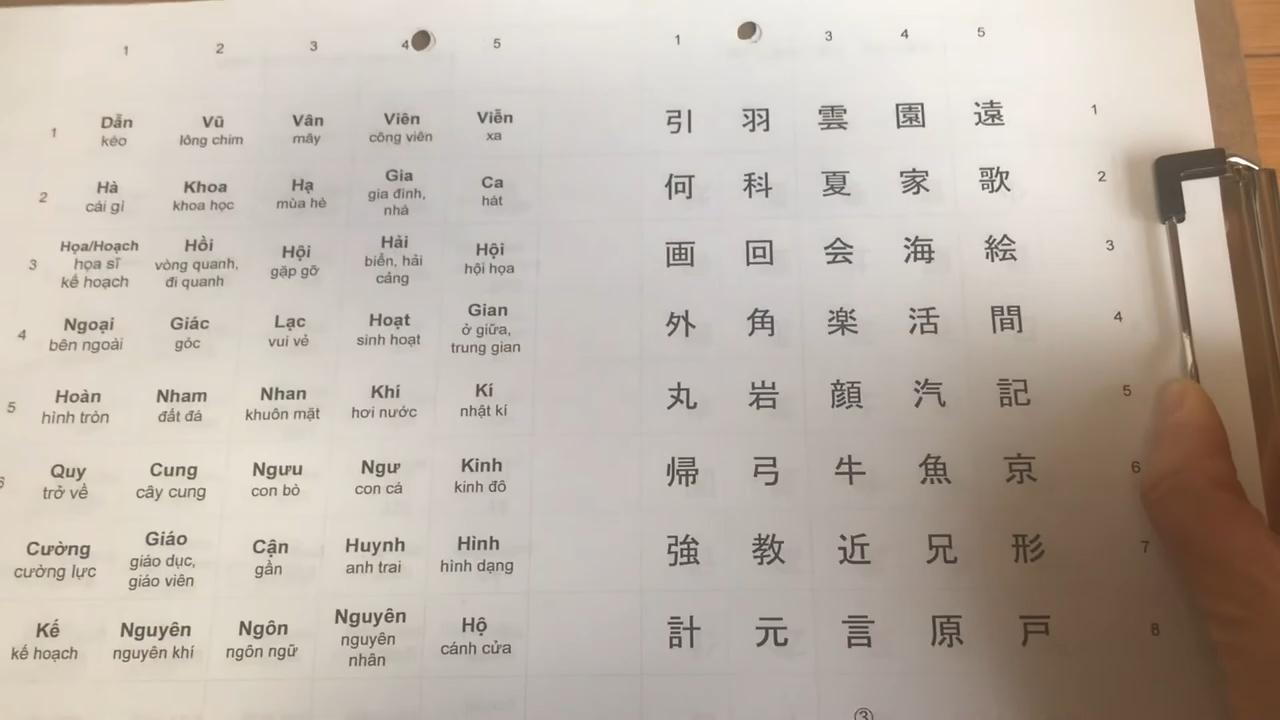 1 2 3 4 5
1 Dẫn Vũ Vân Viên Viễn
kéo lông chim mây công viên xa
2 Hà Khoa Hạ Gia Ca
cái gì khoa học mùa hè gia đình, nhà hát
3 Họa/Hoạch Hồi Hội Hải Hội
họa sĩ kế hoạch vòng quanh, đi quanh gặp gỡ biển, hải cảng hội họa
4 Ngoại Giác Lạc Hoạt Gian
bên ngoài góc vui vẻ sinh hoạt ở giữa, trung gian
5 Hoàn Nham Nhan Khí Kí
hình tròn đất đá khuôn mặt hơi nước nhật kí
6 Quy Cung Ngưu Ngư Kinh
trở về cây cung con bò con cá kinh đô
Cường Giáo Cận Huynh Hình
cường lực giáo dục, giáo viên gần anh trai hình dạng
Kế Nguyên Ngôn Nguyên Hộ
kế hoạch nguyên khí ngôn ngữ nguyên nhân cánh cửa
1 3 4 5
引 羽 雲 園 遠 1
何 科 夏 家 歌 2
画 回 会 海 絵 3
外 角 楽 活 間 4
丸 岩 顔 汽 記 5
帰 弓 牛 魚 京 6
強 教 近 兄 形 7
計 元 言 原 戸 8
③